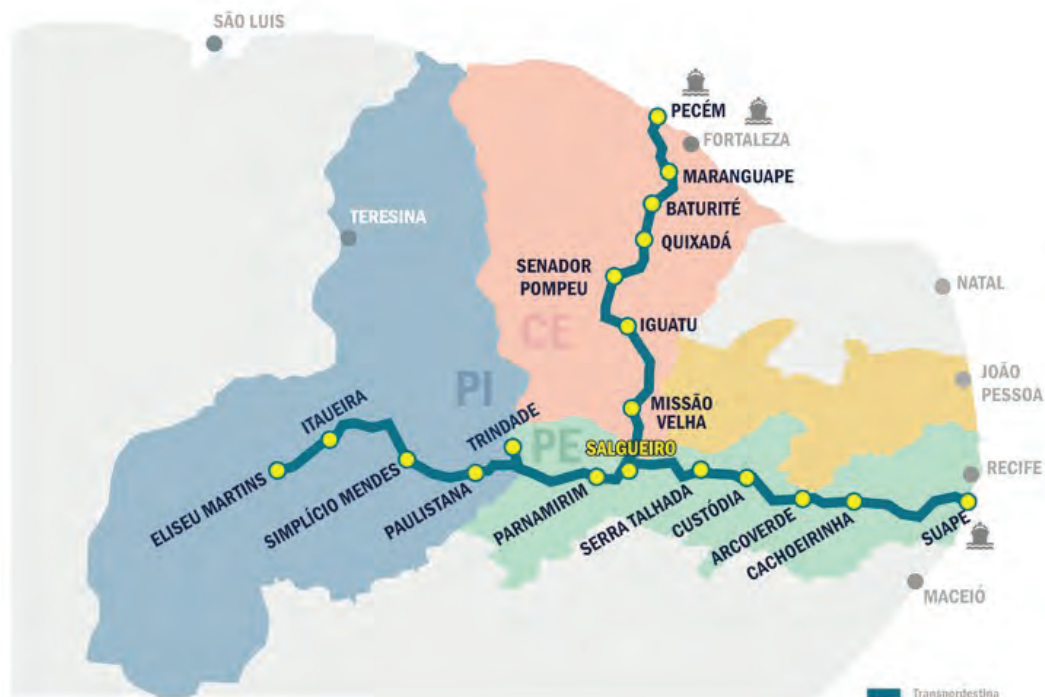 SÃO LUIS
PECÉM
FORTALEZA
MARANGUAPE
BATURITÉ
TERESINA
QUIXADÁ
SENADOR
POMPEU
NATAL
CE
IGUATU
JOÃO
PESSOA
PI
MISSÃO
VELHA
ITAUEIRA
TRINDADE
PE
SALGUEIRO
RECIFE
ELISEU MARTINS
SIMPLÍCIO MENDES
PAULISTANA
PARNAMIRIM
SERRA TALHADA
CUSTÓDIA
ARCOVERDE
CACHOEIRINHA
SUAPE
MACEIÓ
Transnordestina